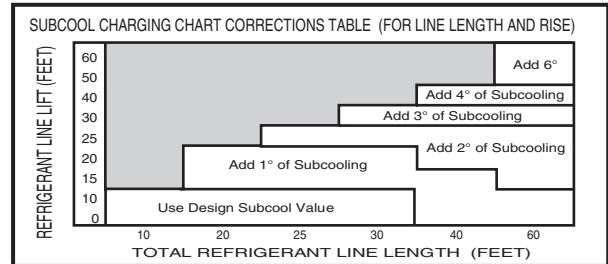 SUBCOOL CHARGING CHART CORRECTIONS TABLE (FOR LINE LENGTH AND RISE)
REFRIGERANT LINE LIFT (FEET)
60
50
40
30
25
20
15
10
0
Add 6°
Add 4° of Subcooling
Add 3° of Subcooling
Add 2° of Subcooling
Add 1° of Subcooling
Use Design Subcool Value
10 20 25 30 40 60
TOTAL REFRIGERANT LINE LENGTH (FEET)